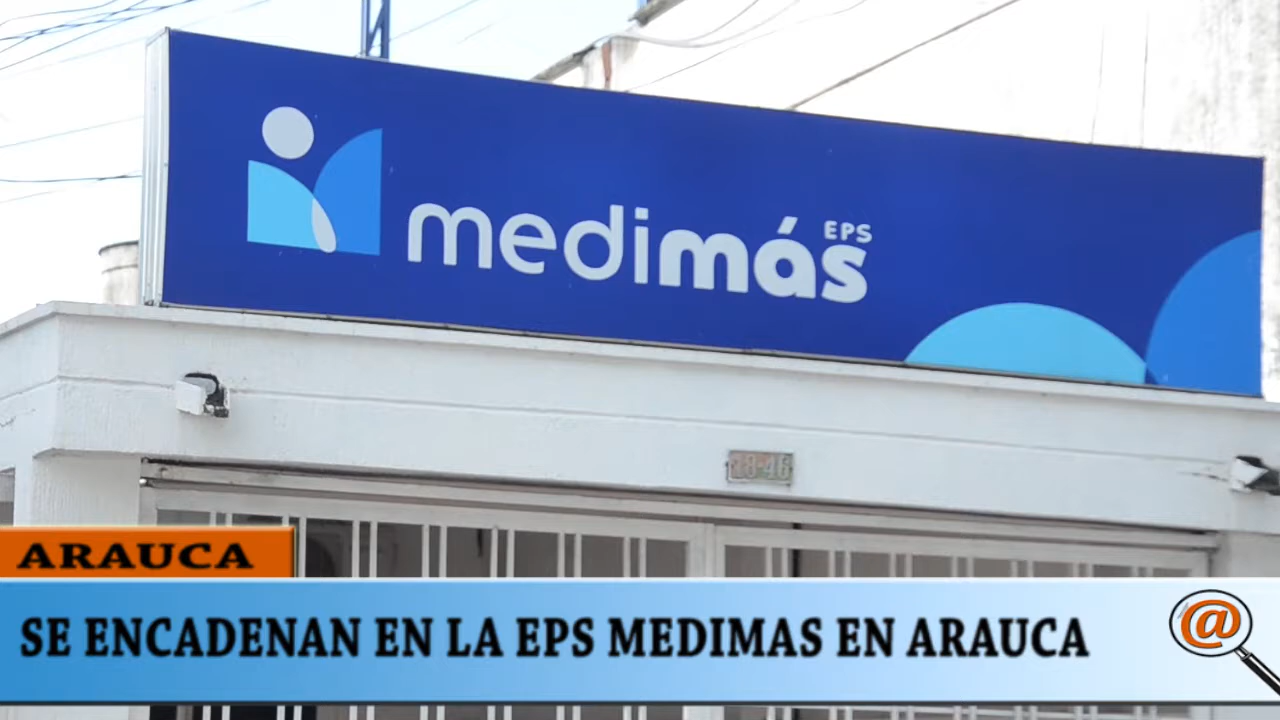 medimás EPS
18-46
ARAUCA
SE ENCADENAN EN LA EPS MEDIMAS EN ARAUCA
@